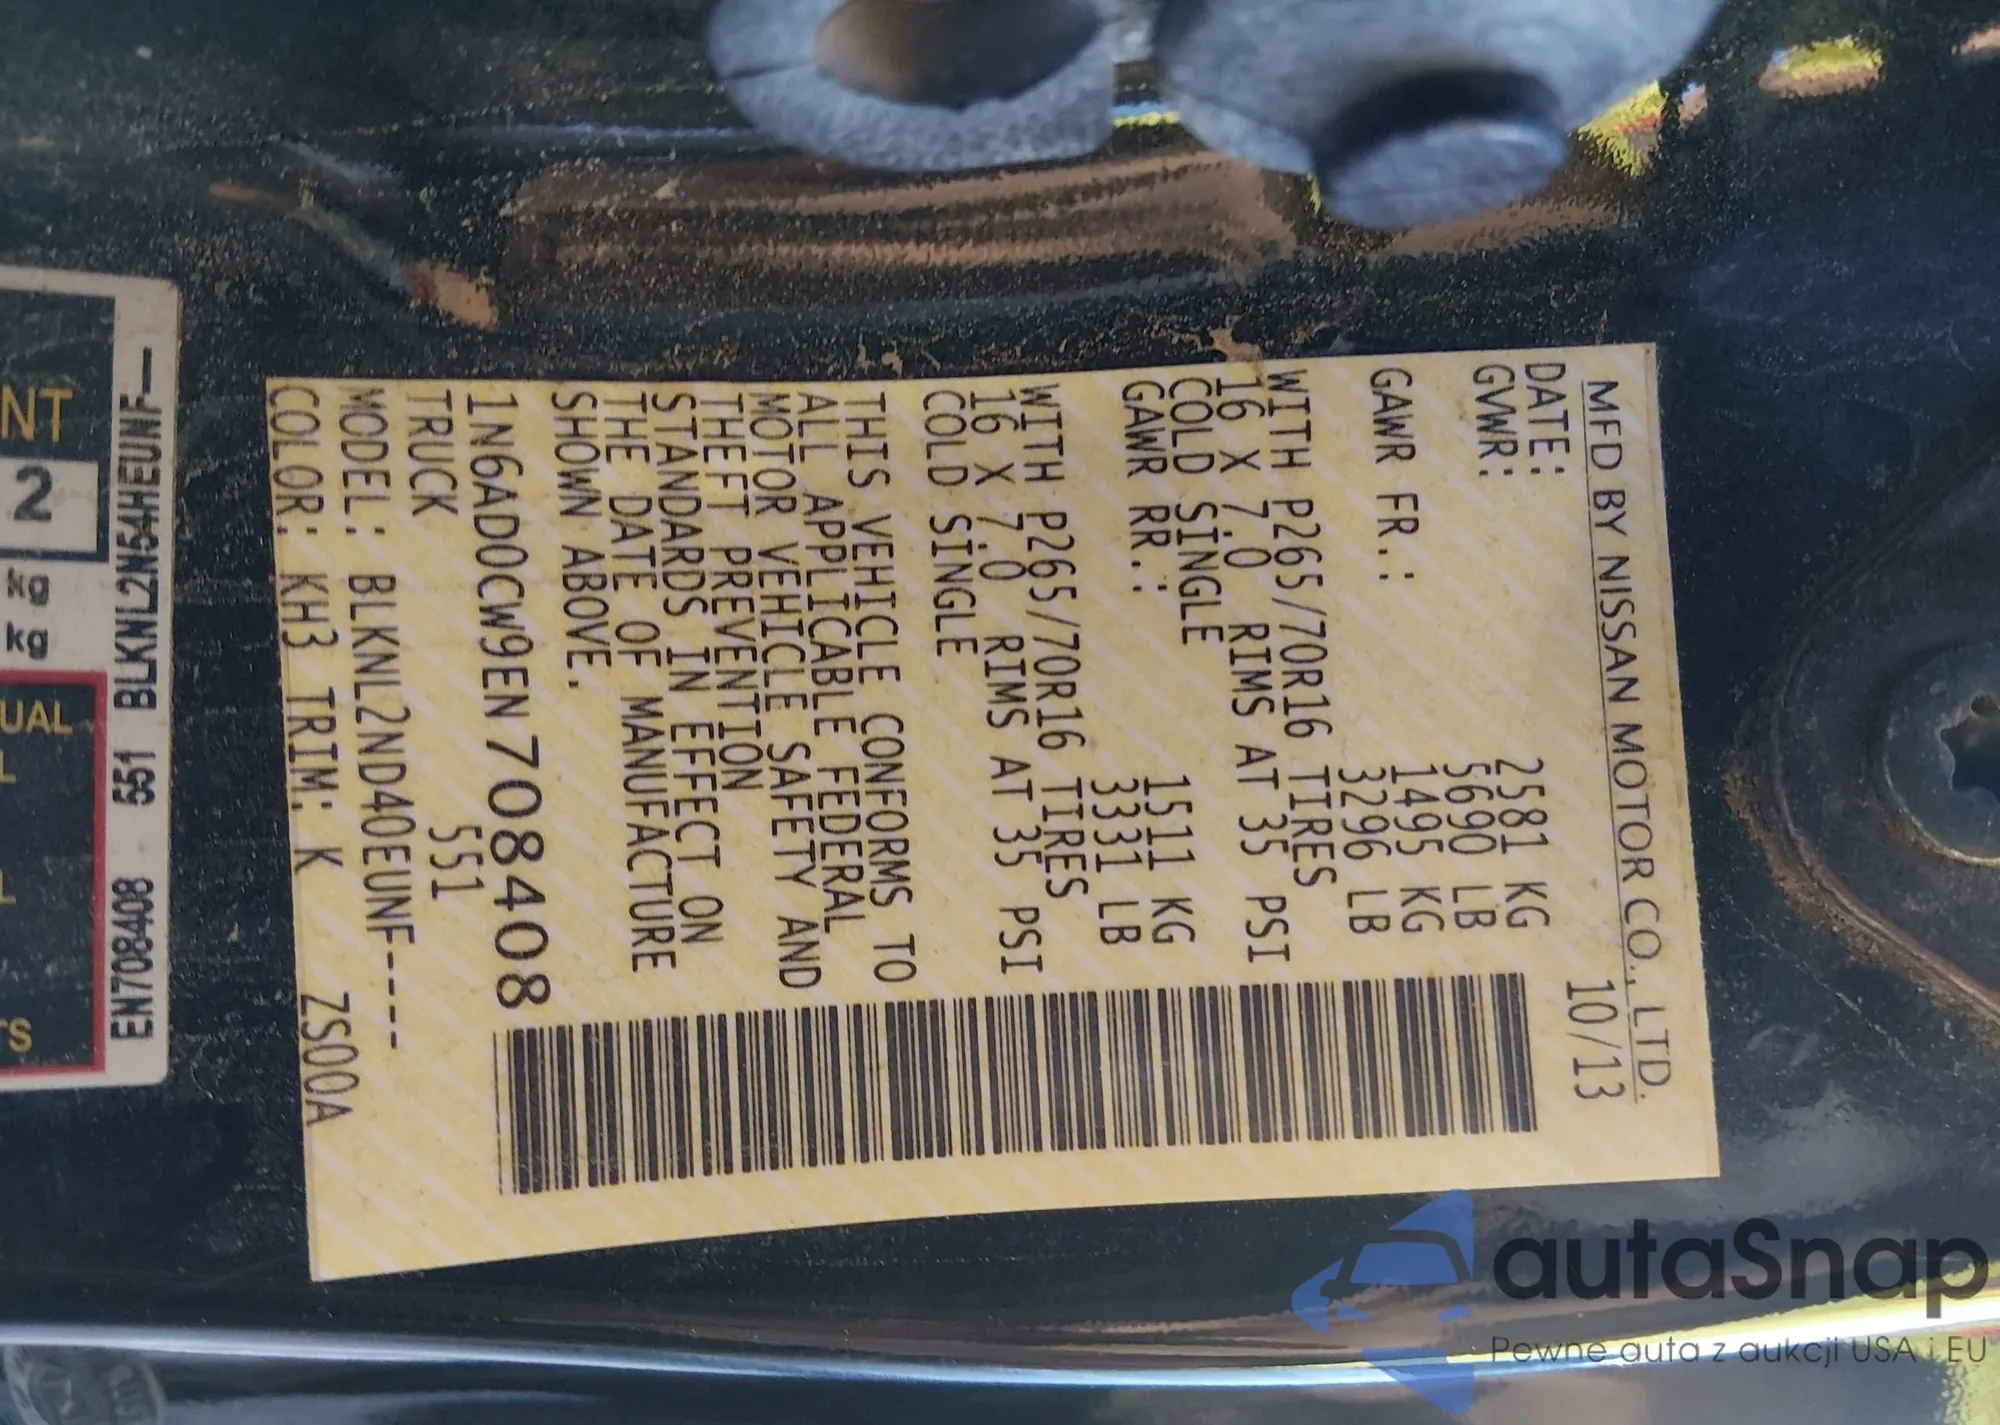 MFD BY NISSAN MOTOR CO., LTD.
DATE: 10/13
GVWR: 2581 KG
5690 LB
GAWR FR.: 1495 KG
3296 LB
WITH P265/70R16 TIRES
16 X 7.0 RIMS AT 35 PSI
COLD SINGLE
GAWR RR.: 1511 KG
3331 LB
WITH P265/70R16 TIRES
16 X 7.0 RIMS AT 35 PSI
COLD SINGLE
THIS VEHICLE CONFORMS TO
ALL APPLICABLE FEDERAL
MOTOR VEHICLE SAFETY AND
THEFT PREVENTION
STANDARDS IN EFFECT ON
THE DATE OF MANUFACTURE
SHOWN ABOVE.
1N6AD0CW9EN708408
TRUCK 551
MODEL: BLKNL2ND40EUNF----
COLOR: KH3 TRIM: K ZS00A
EN708408 551 BLKNL2N54HEUNF—
NT
2
kg
kg
UAL
L
L
TS
autaSnap
Pewne auta z aukcji USA i EU